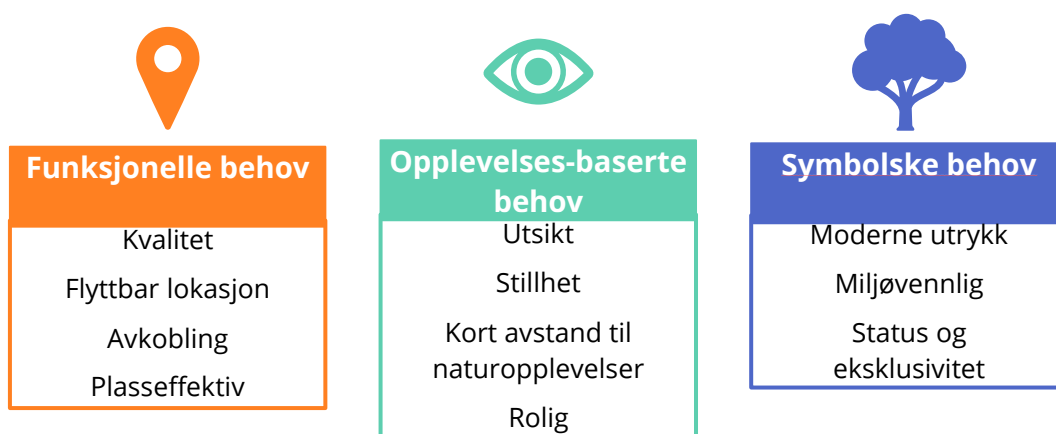 Funksjonelle behov
Kvalitet
Flyttbar lokasjon
Avkobling
Plasseffektiv
Opplevelses-baserte
behov
Utsikt
Stillhet
Kort avstand til
naturopplevelser
Rolig
Symbolske behov
Moderne utrykk
Miljøvennlig
Status og
eksklusivitet